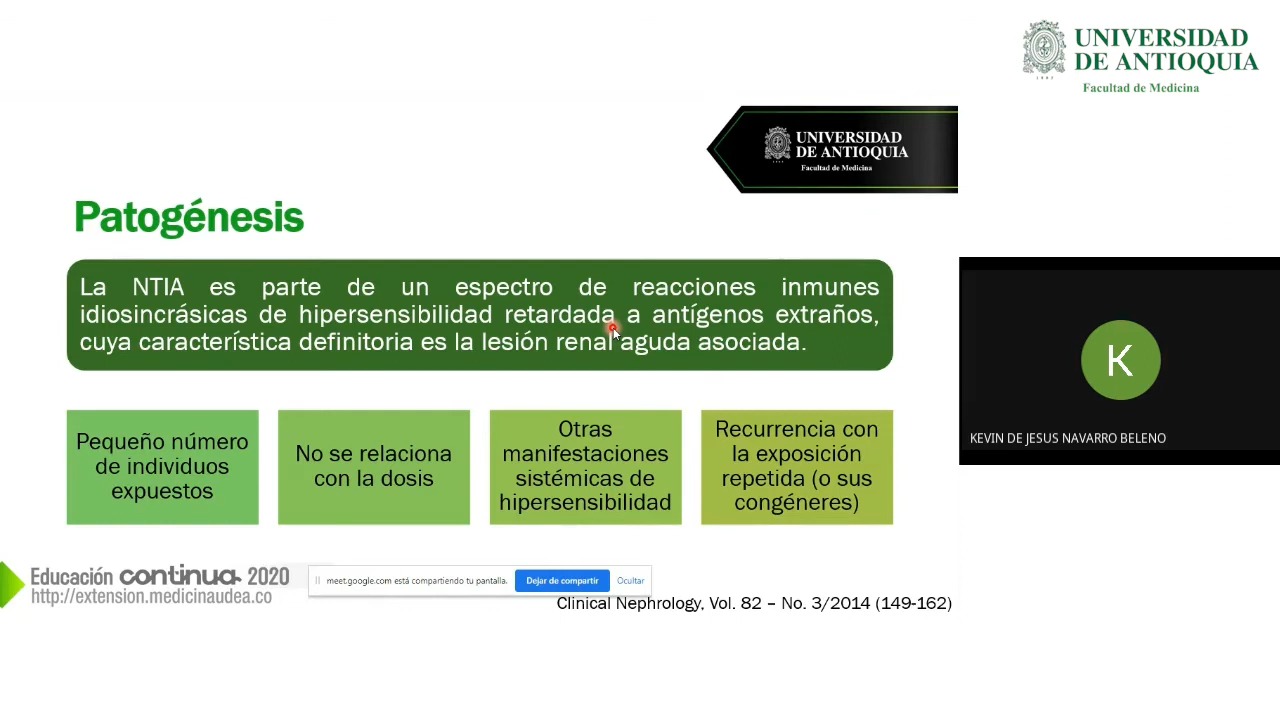 UNIVERSIDAD
DE ANTIOQUIA
1803
Facultad de Medicina
UNIVERSIDAD
DE ANTIOQUIA
Facultad de Medicina
Patogénesis
La NTIA es parte de un espectro de reacciones inmunes
idiosincrásicas de hipersensibilidad retardada a antígenos extraños,
cuya característica definitoria es la lesión renal aguda asociada.
Pequeño número
de individuos
expuestos
No se relaciona
con la dosis
Otras
manifestaciones
sistémicas de
hipersensibilidad
Recurrencia con
la exposición
repetida (o sus
congéneres)
K
KEVIN DE JESUS NAVARRO BELENO
Educación continua 2020
http://extension.medicinaudea.co
meet.google.com está compartiendo tu pantalla.
Dejar de compartir
Ocultar
Clinical Nephrology, Vol. 82 – No. 3/2014 (149-162)